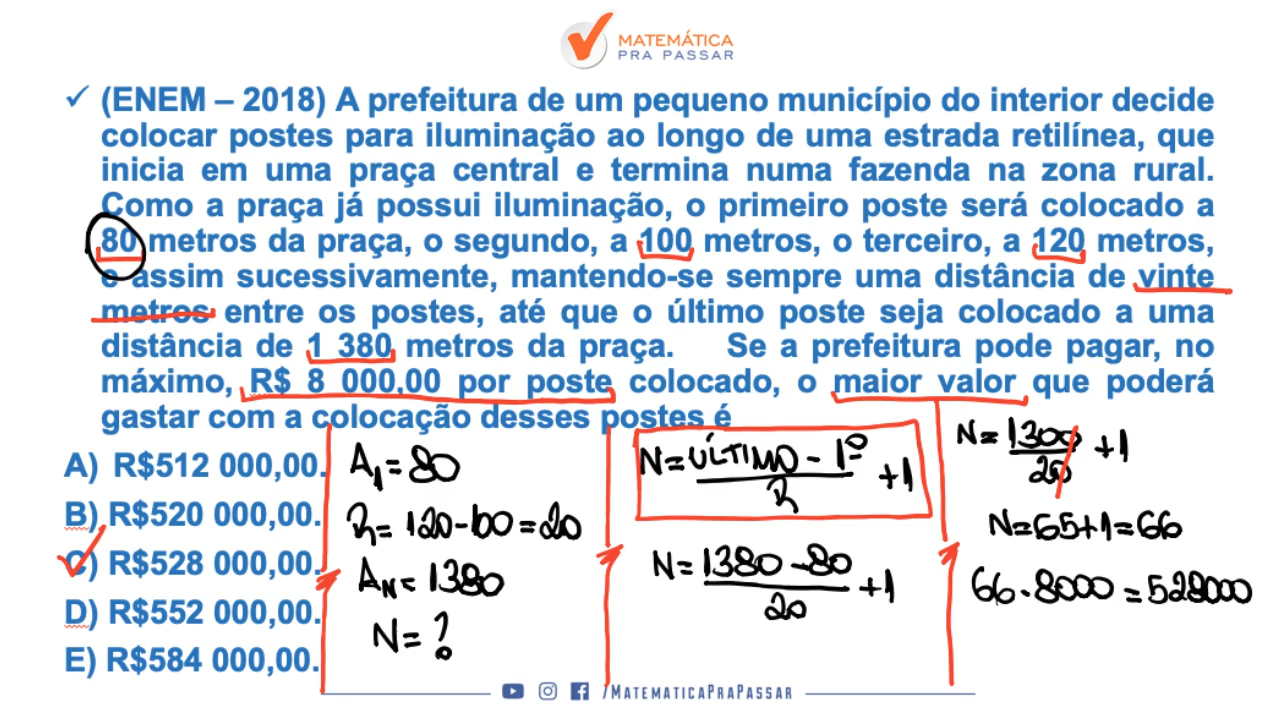 MATEMÁTICA
PRA PASSAR
✓ (ENEM – 2018) A prefeitura de um pequeno município do interior decide
colocar postes para iluminação ao longo de uma estrada retilínea, que
inicia em uma praça central e termina numa fazenda na zona rural.
Como a praça já possui iluminação, o primeiro poste será colocado a
80 metros da praça, o segundo, a 100 metros, o terceiro, a 120 metros,
e assim sucessivamente, mantendo-se sempre uma distância de vinte
metros entre os postes, até que o último poste seja colocado a uma
distância de 1 380 metros da praça. Se a prefeitura pode pagar, no
máximo, R$ 8 000,00 por poste colocado, o maior valor que poderá
gastar com a colocação desses postes é
A) R$512 000,00.
B) R$520 000,00.
C) R$528 000,00.
D) R$552 000,00.
E) R$584 000,00.
A1 = 80
R = 120 - 100 = 20
AN = 1380
N = ?
N = ÚLTIMO - 1º
R
+1
N = 1380 - 80
20
+1
N = 1300
20
+1
N = 65 + 1 = 66
66 · 8000 = 528000
/MATEMATICAPRAPASSAR